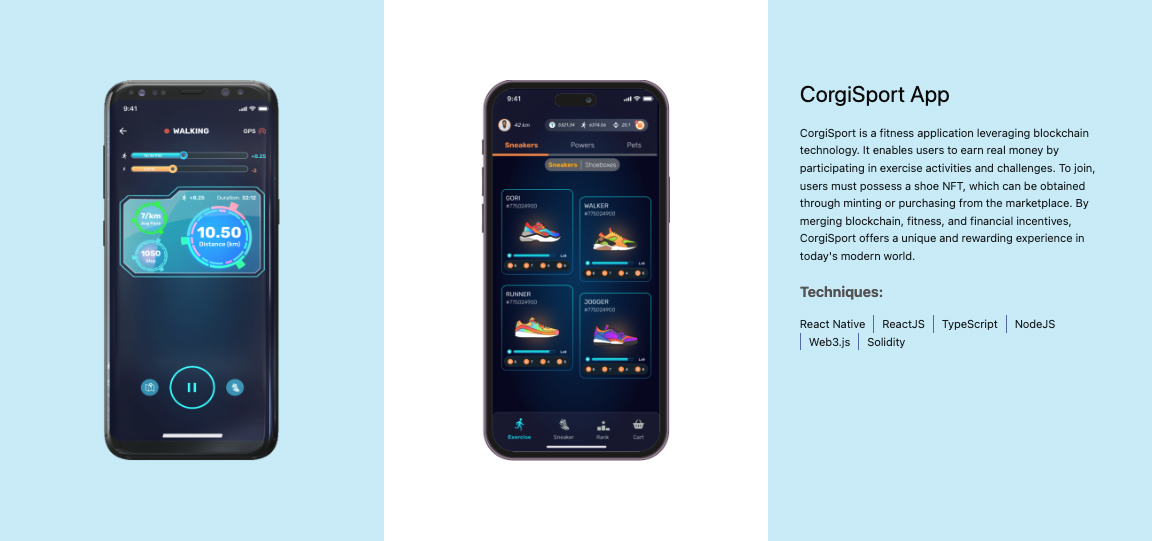 9:41
WALKING
GPS
+8.25
-3
+8.25
Duration 32:12
7/km
Avg Pace
10.50
Distance (km)
1050
Step
9:41
42 km
Sneakers
Powers
Pets
Sneakers
Shoeboxes
GORI
#775024900
WALKER
#775024900
RUNNER
#775024900
JOGGER
#775024900
Exercise
Sneaker
Rank
Cart
CorgiSport App
CorgiSport is a fitness application leveraging blockchain
technology. It enables users to earn real money by
participating in exercise activities and challenges. To join,
users must possess a shoe NFT, which can be obtained
through minting or purchasing from the marketplace. By
merging blockchain, fitness, and financial incentives,
CorgiSport offers a unique and rewarding experience in
today's modern world.
Techniques:
React Native | ReactJS | TypeScript | NodeJS
| Web3.js | Solidity